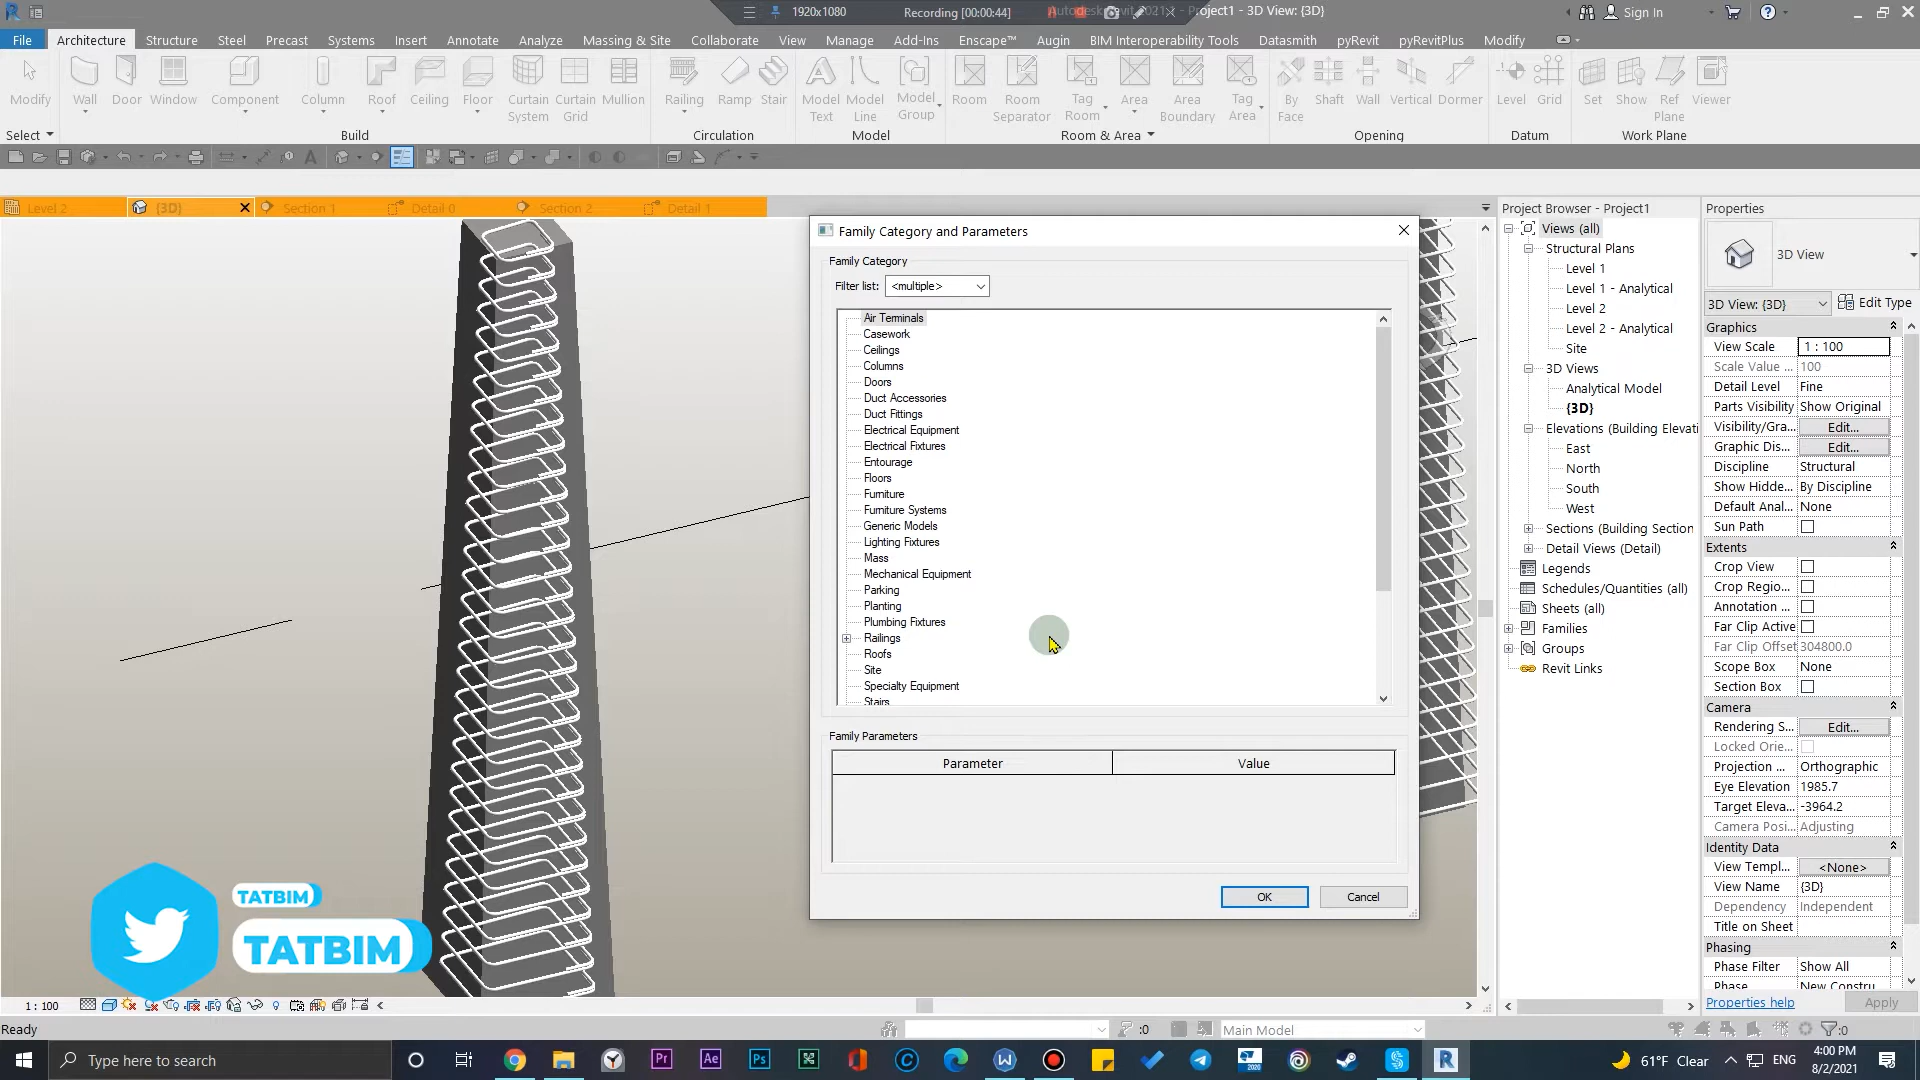 1920x1080
Recording [00:00:44]
Project1 - 3D View: {3D}
Sign In
File
Architecture
Structure
Steel
Precast
Systems
Insert
Annotate
Analyze
Massing & Site
Collaborate
View
Manage
Add-Ins
Enscape™
Augin
BIM Interoperability Tools
Datasmith
pyRevit
pyRevitPlus
Modify
Modify
Wall
Door
Window
Component
Column
Roof
Ceiling
Floor
Curtain System
Curtain Grid
Mullion
Railing
Ramp
Stair
Model Text
Model Line
Model Group
Room
Room Separator
Tag Room
Area
Area Boundary
Tag Area
By Face
Shaft
Wall
Vertical
Dormer
Level
Grid
Set
Show
Ref Plane
Viewer
Select
Build
Circulation
Model
Room & Area
Opening
Datum
Work Plane
Level 2
{3D}
Section 1
Detail 0
Section 2
Detail 1
Family Category and Parameters
Family Category
Filter list:
<multiple>
Air Terminals
Casework
Ceilings
Columns
Doors
Duct Accessories
Duct Fittings
Electrical Equipment
Electrical Fixtures
Entourage
Floors
Furniture
Furniture Systems
Generic Models
Lighting Fixtures
Mass
Mechanical Equipment
Parking
Planting
Plumbing Fixtures
Railings
Roofs
Site
Specialty Equipment
Stairs
Family Parameters
Parameter
Value
OK
Cancel
Project Browser - Project1
Views (all)
Structural Plans
Level 1
Level 1 - Analytical
Level 2
Level 2 - Analytical
Site
3D Views
Analytical Model
{3D}
Elevations (Building Elevati
East
North
South
West
Sections (Building Section
Detail Views (Detail)
Legends
Schedules/Quantities (all)
Sheets (all)
Families
Groups
Revit Links
Properties
3D View
3D View: {3D}
Edit Type
Graphics
View Scale 1 : 100
Scale Value ... 100
Detail Level Fine
Parts Visibility Show Original
Visibility/Gra... Edit...
Graphic Dis... Edit...
Discipline Structural
Show Hidde... By Discipline
Default Anal... None
Sun Path
Extents
Crop View
Crop Regio...
Annotation ...
Far Clip Active
Far Clip Offset 304800.0
Scope Box None
Section Box
Camera
Rendering S... Edit...
Locked Orie...
Projection ... Orthographic
Eye Elevation 1985.7
Target Eleva... -3964.2
Camera Posi... Adjusting
Identity Data
View Templ... <None>
View Name {3D}
Dependency Independent
Title on Sheet
Phasing
Phase Filter Show All
Phase New Constru
Properties help
Apply
TATBIM
TATBIM
1 : 100
Ready
:0
Main Model
:0
Type here to search
Pr
Ae
Ps
2020
61°F Clear
ENG
4:00 PM
8/2/2021